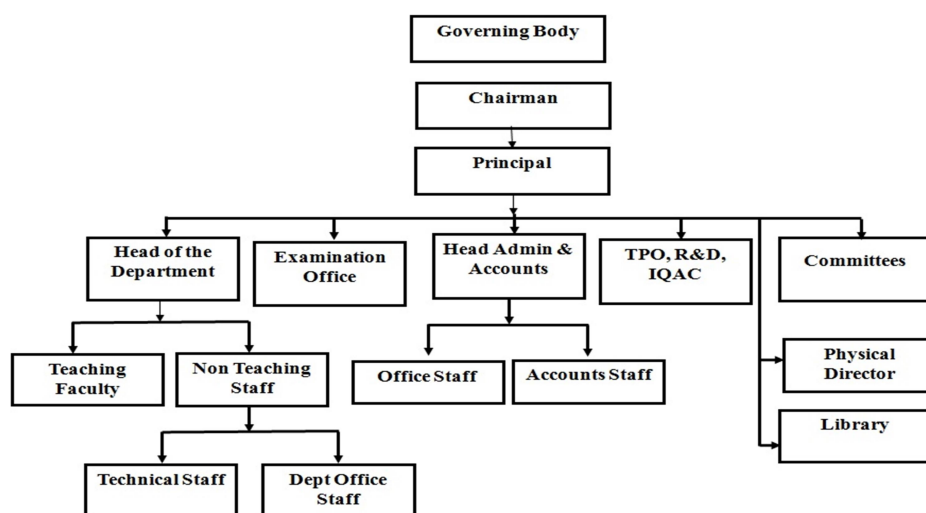 Governing Body
Chairman
Principal
Head of the
Department
Examination
Office
Head Admin &
Accounts
TPO, R&D,
IQAC
Committees
Teaching
Faculty
Non Teaching
Staff
Office Staff
Accounts Staff
Physical
Director
Library
Technical Staff
Dept Office
Staff